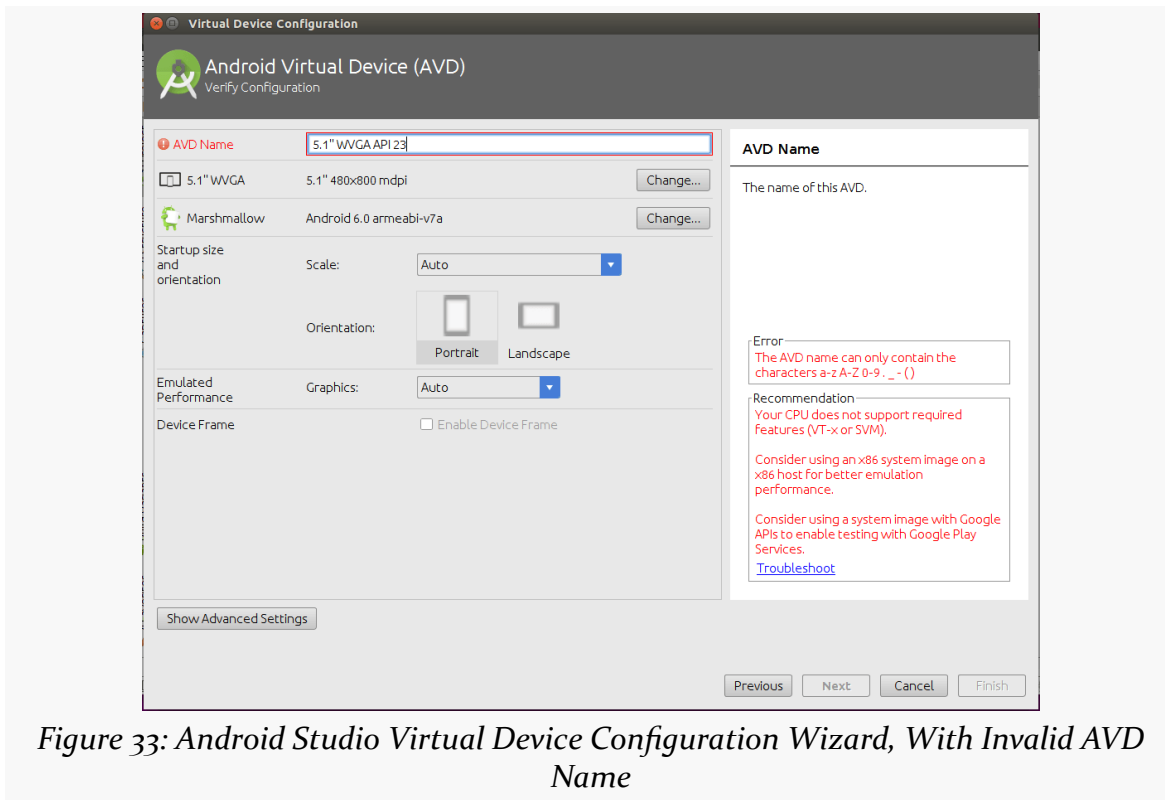 Virtual Device Configuration
Android Virtual Device (AVD)
Verify Configuration
AVD Name
5.1" WVGA API 23
5.1" WVGA
5.1" 480x800 mdpi
Change...
Marshmallow
Android 6.0 armeabi-v7a
Change...
Startup size
and
orientation
Scale:
Auto
Orientation:
Portrait
Landscape
Emulated
Performance
Graphics:
Auto
Device Frame
Enable Device Frame
AVD Name
The name of this AVD.
Error
The AVD name can only contain the
characters a-z A-Z 0-9 . _ - ( )
Recommendation
Your CPU does not support required
features (VT-x or SVM).
Consider using an x86 system image on a
x86 host for better emulation
performance.
Consider using a system image with Google
APIs to enable testing with Google Play
Services.
Troubleshoot
Show Advanced Settings
Previous
Next
Cancel
Finish
Figure 33: Android Studio Virtual Device Configuration Wizard, With Invalid AVD
Name